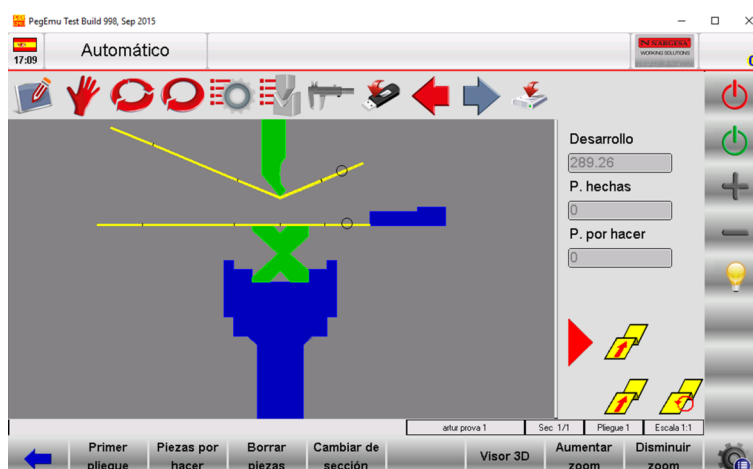 PegEmu Test Build 998, Sep 2015
17:09
Automático
NARGESA
WORKING SOLUTIONS
Desarrollo
289.26
P. hechas
0
P. por hacer
0
artur prova 1
Sec 1/1
Pliegue 1
Escala 1:1
Primer
pliegue
Piezas por
hacer
Borrar
piezas
Cambiar de
sección
Visor 3D
Aumentar
zoom
Disminuir
zoom